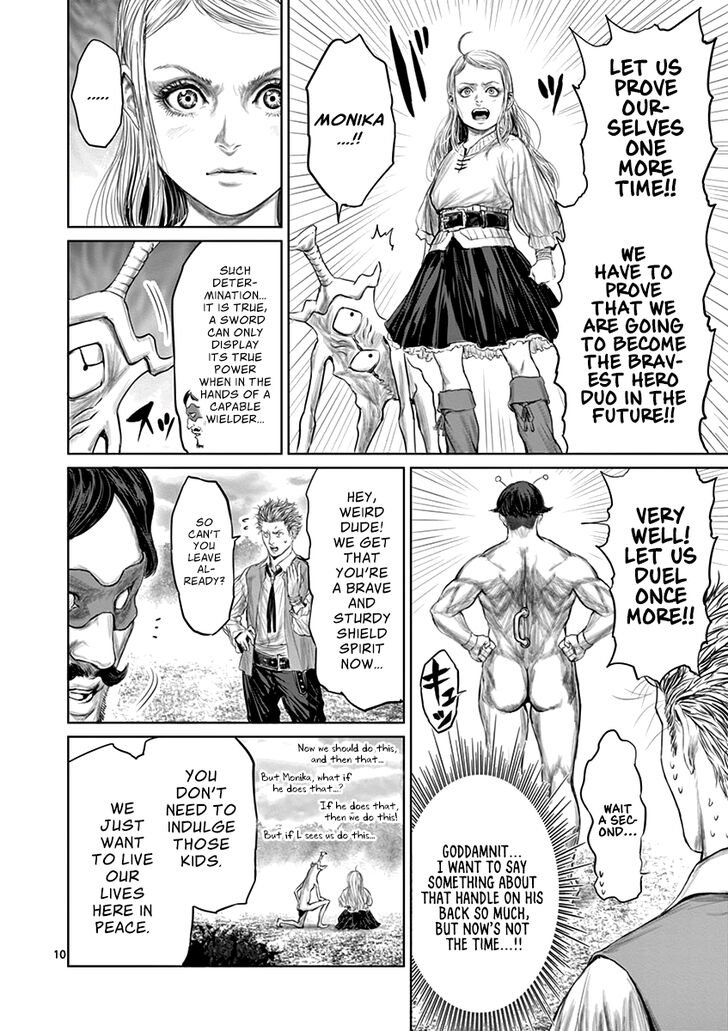 LET US
PROVE
OUR-
SELVES
ONE
MORE
TIME!!
WE
HAVE TO
PROVE
THAT WE
ARE GOING
TO BECOME
THE BRAV-
EST HERO
DUO IN THE
FUTURE!!
MONIKA
....!!
......
SUCH
DETER-
MINATION...
IT IS TRUE,
A SWORD
CAN ONLY
DISPLAY
ITS TRUE
POWER
WHEN IN THE
HANDS OF A
CAPABLE
WIELDER...
VERY
WELL!
LET US
DUEL
ONCE
MORE!!
キュッ
WAIT
A SEC-
OND...
GODDAMNIT...
I WANT TO SAY
SOMETHING ABOUT
THAT HANDLE ON HIS
BACK SO MUCH,
BUT NOW'S
NOT THE TIME...!!
HEY,
WEIRD
DUDE!
WE GET
THAT
YOU'RE
A BRAVE
AND
STURDY
SHIELD
SPIRIT
NOW...
SO
CAN'T
YOU
LEAVE
AL-
READY?
Now we should do this,
and then that...
But Monika, what if
he does that...?
If he does that,
then we do this!
But if L sees us do this...
YOU
DON'T
NEED TO
INDULGE
THOSE
KIDS.
WE
JUST
WANT
TO LIVE
OUR
LIVES
HERE IN
PEACE.
10